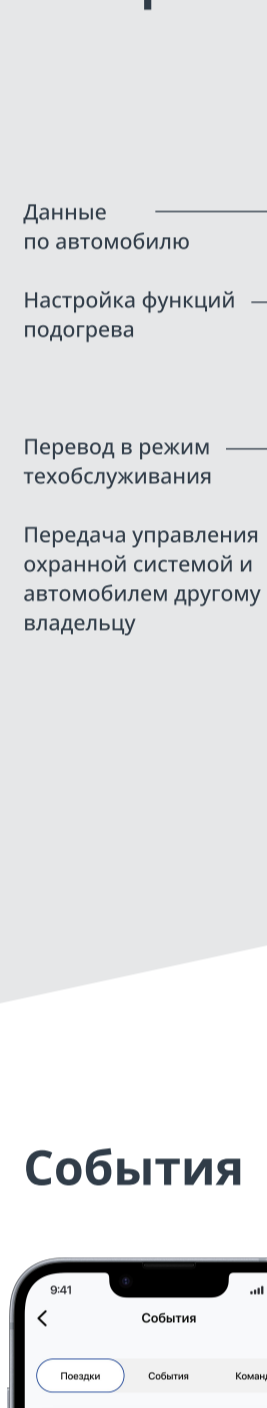 Данные
по автомобилю
Настройка функций
подогрева
Перевод в режим
техобслуживания
Передача управления
охранной системой и
автомобилем другому
владельцу
События
9:41
События
Поездки События